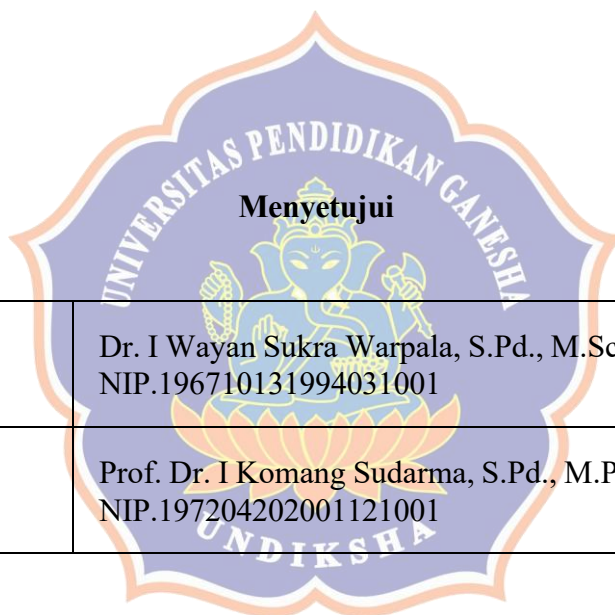 UNIVERSITAS PENDIDIKAN GANESHA
Menyetujui
Dr. I Wayan Sukra Warpala, S.Pd., M.Sc
NIP.196710131994031001
Prof. Dr. I Komang Sudarma, S.Pd., M.P
NIP.197204202001121001
UNDIKSHA